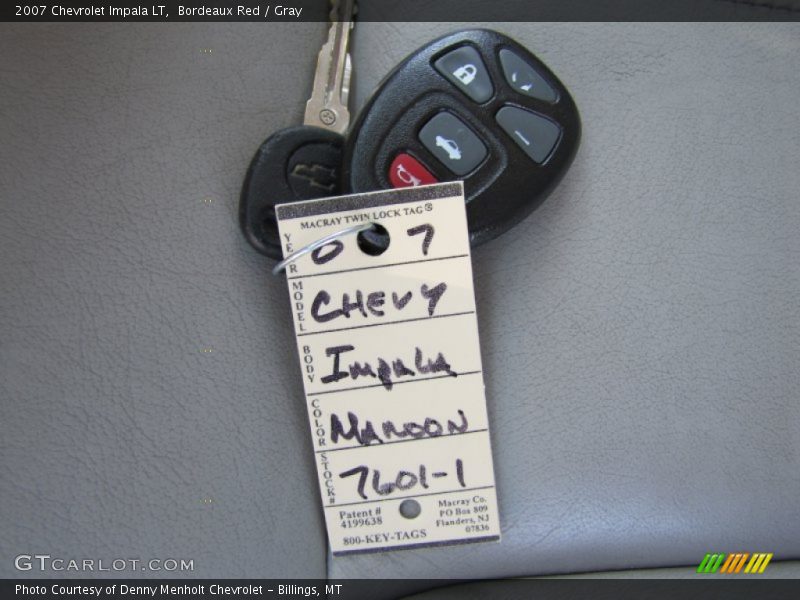 2007 Chevrolet Impala LT,  Bordeaux Red / Gray
MACRAY TWIN LOCK TAG®
YEAR 07
MODEL CHEVY
BODY Impala
COLOR MAROON
STOCK# 7601-1
Patent #
4199638
800-KEY-TAGS
Macray Co.
PO Box 809
Flanders, NJ
07836
GTCARLOT.COM
Photo Courtesy of Denny Menholt Chevrolet – Billings, MT